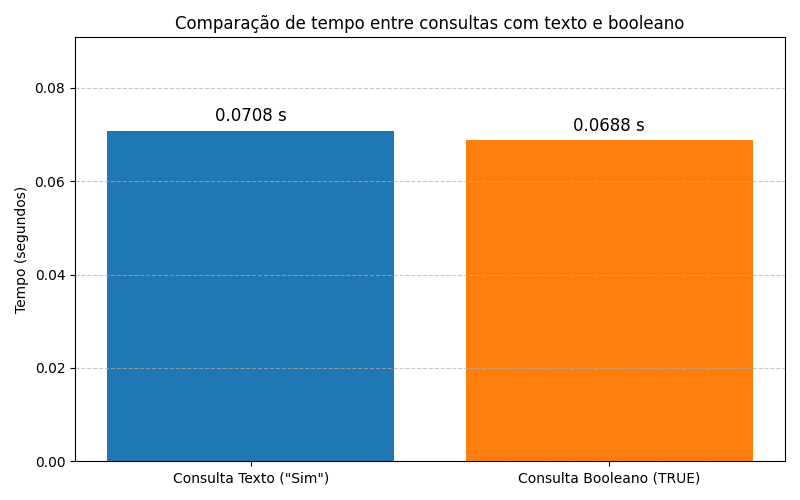 Comparação de tempo entre consultas com texto e booleano
0.08
0.06
0.04
0.02
0.00
Tempo (segundos)
0.0708 s
0.0688 s
Consulta Texto ("Sim")
Consulta Booleano (TRUE)